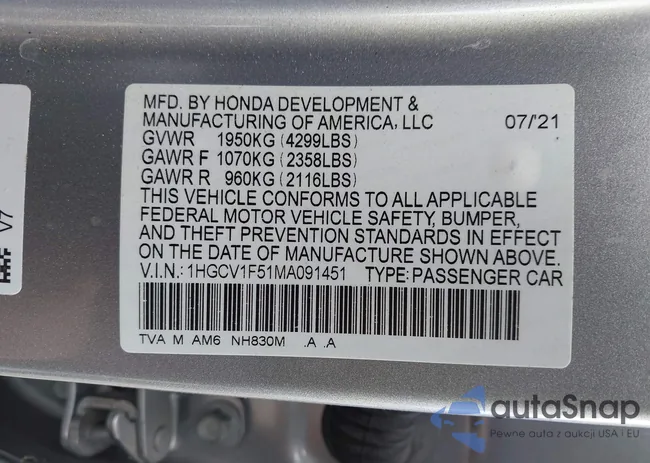 MFD. BY HONDA DEVELOPMENT &
MANUFACTURING OF AMERICA, LLC 07/'21
GVWR 1950KG (4299LBS)
GAWR F 1070KG (2358LBS)
GAWR R 960KG (2116LBS)
THIS VEHICLE CONFORMS TO ALL APPLICABLE
FEDERAL MOTOR VEHICLE SAFETY, BUMPER,
AND THEFT PREVENTION STANDARDS IN EFFECT
ON THE DATE OF MANUFACTURE SHOWN ABOVE.
V.I.N.: 1HGCV1F51MA091451 TYPE: PASSENGER CAR
TVA M AM6 NH830M .A .A
V7
autoSnap
Pewne auta z aukcji USA i EU